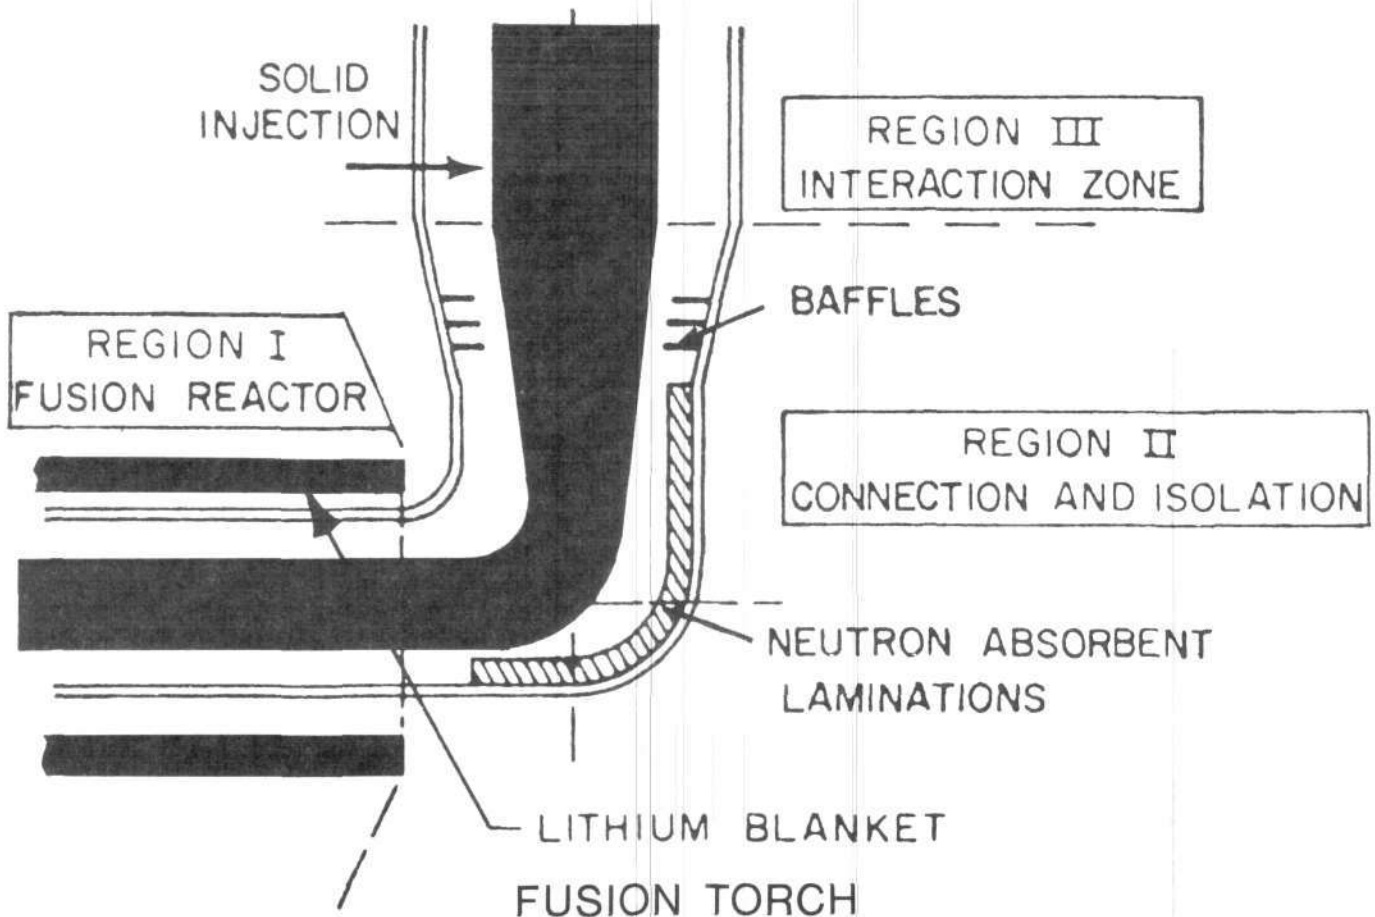 SOLID
INJECTION
REGION III
INTERACTION ZONE
BAFFLES
REGION I
FUSION REACTOR
REGION II
CONNECTION AND ISOLATION
NEUTRON ABSORBENT
LAMINATIONS
LITHIUM BLANKET
FUSION TORCH